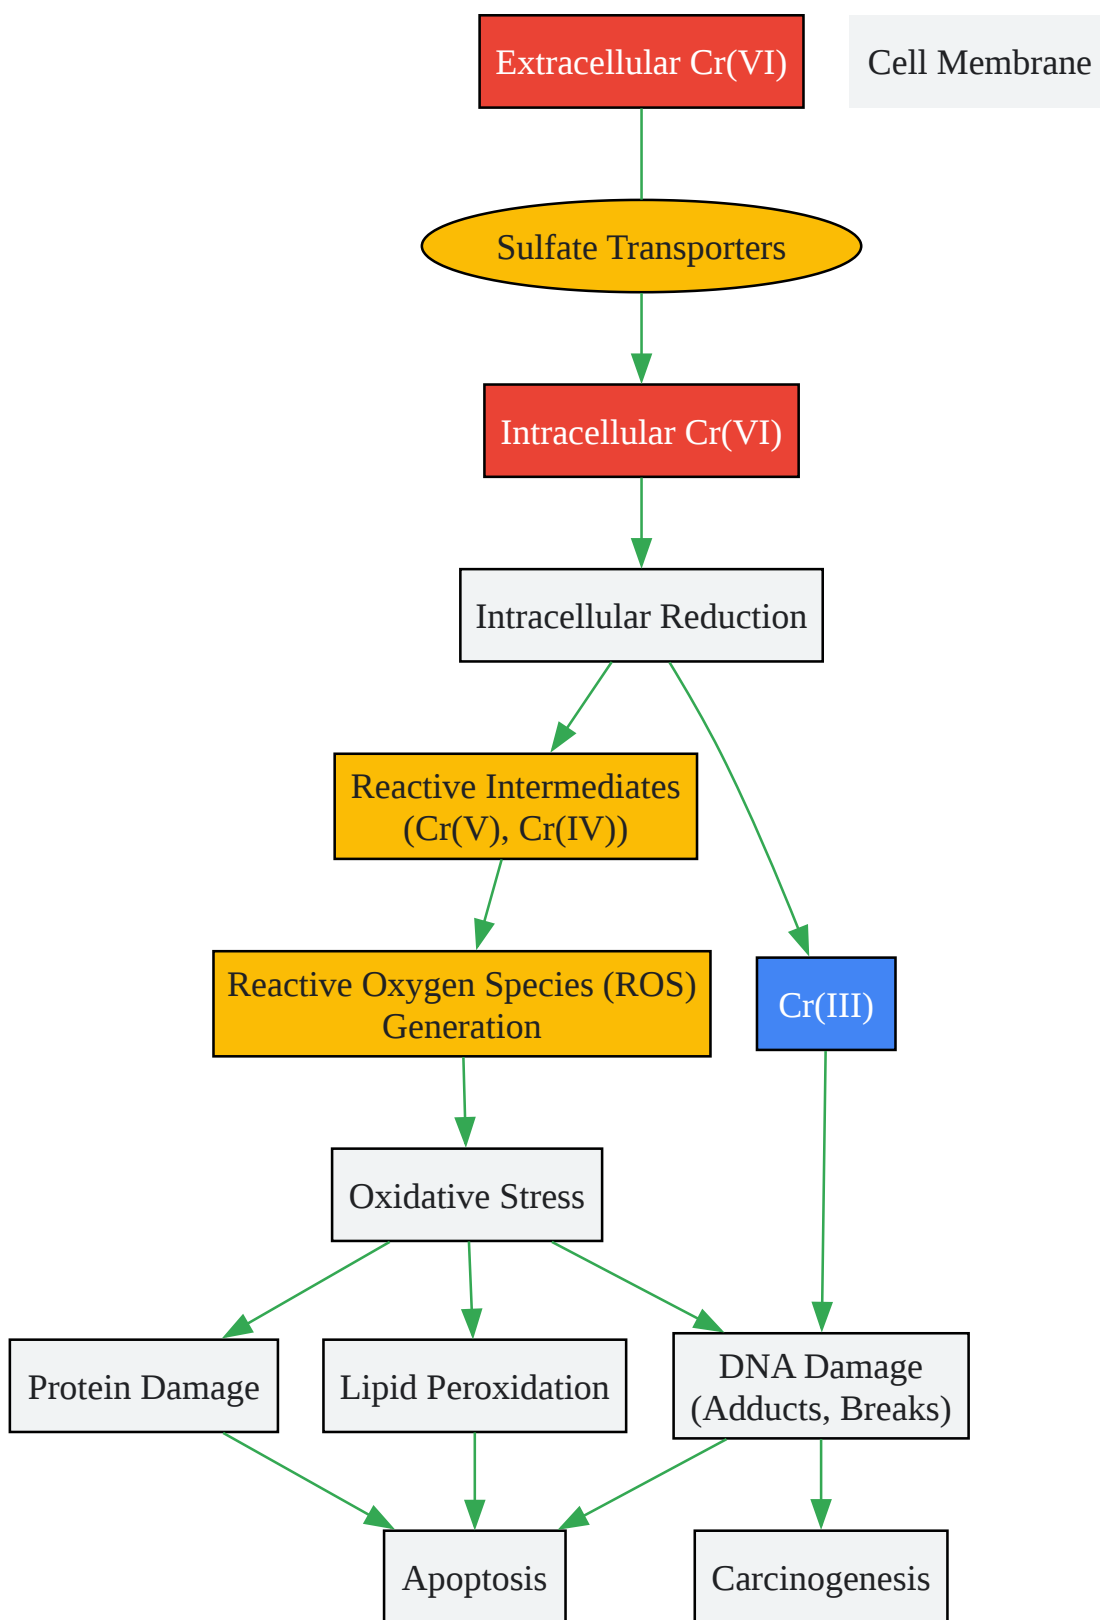 Extracellular Cr(VI)
Cell Membrane
Sulfate Transporters
Intracellular Cr(VI)
Intracellular Reduction
Reactive Intermediates
(Cr(V), Cr(IV))
Reactive Oxygen Species (ROS)
Generation
Cr(III)
Oxidative Stress
Protein Damage
Lipid Peroxidation
DNA Damage
(Adducts, Breaks)
Apoptosis
Carcinogenesis